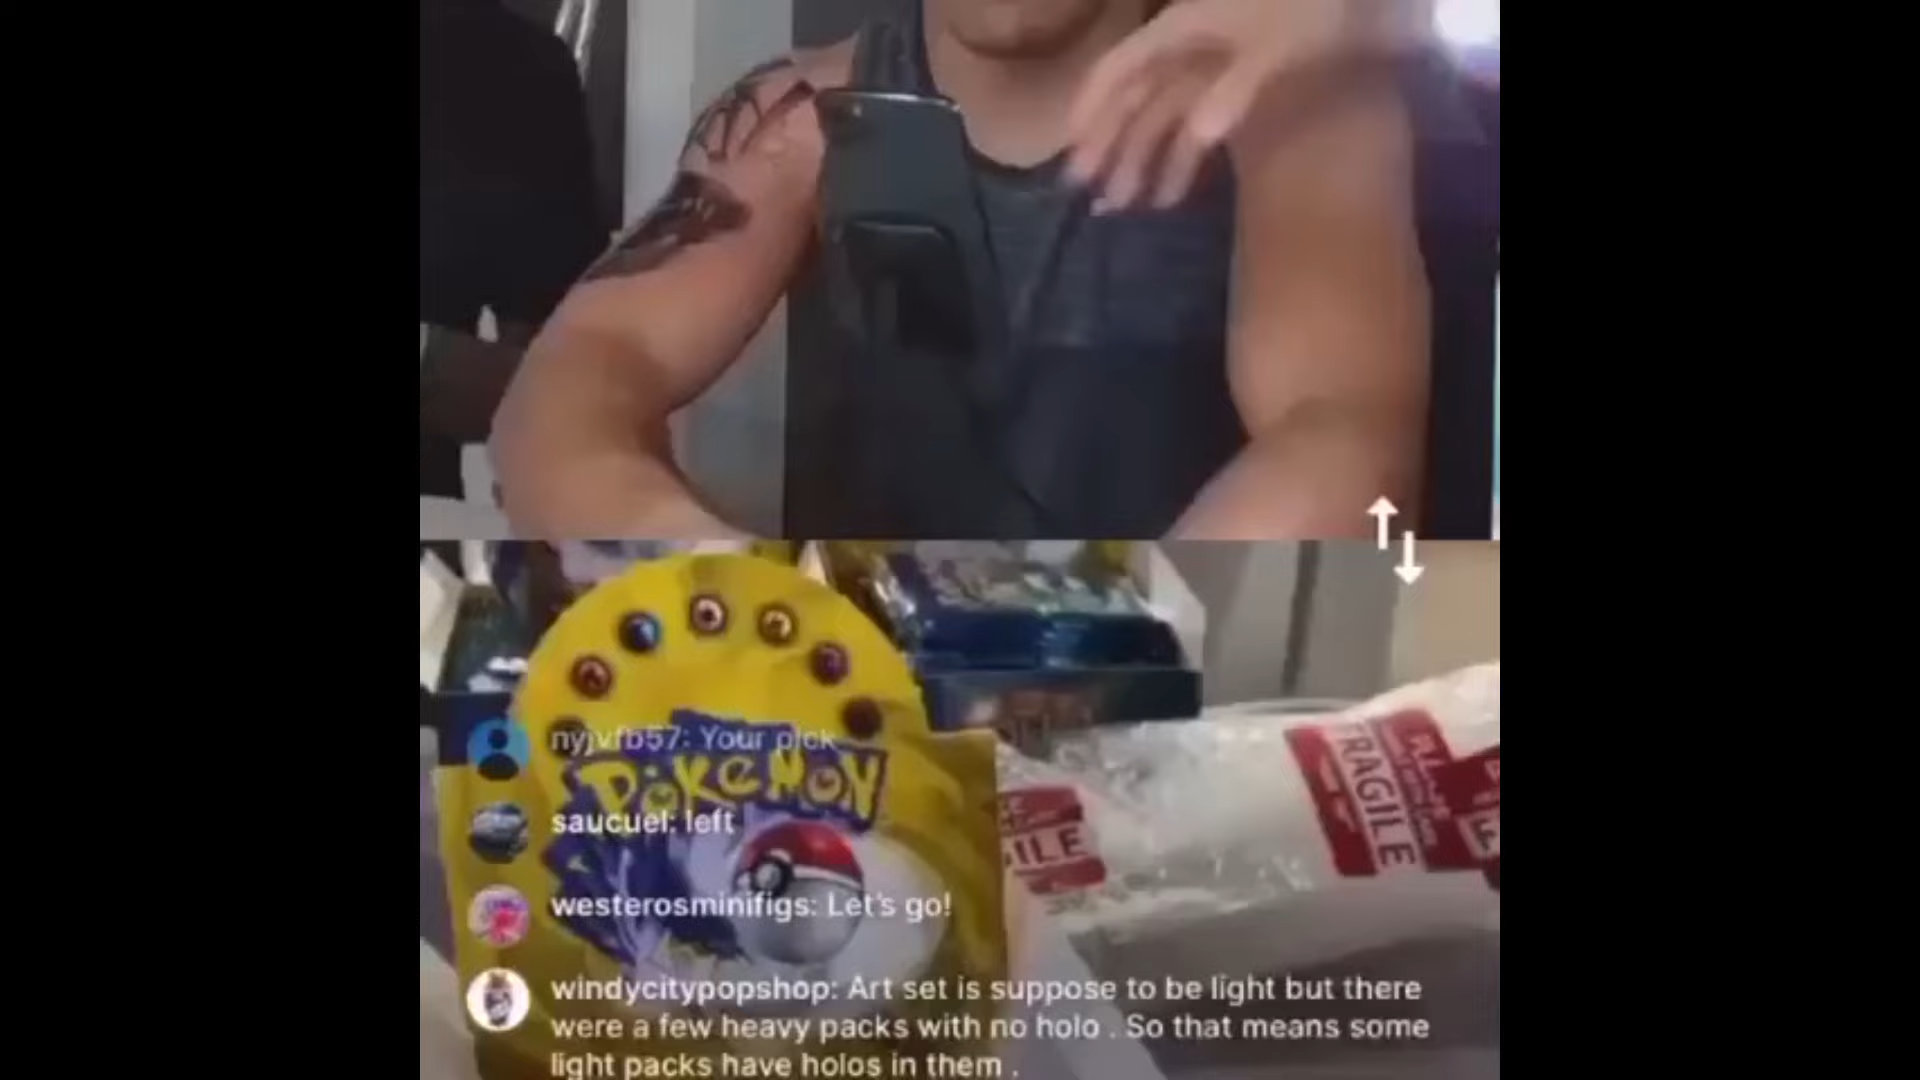 nyjvfb57: Your pick
POKéMON
saucuel: left
FRAGILE
westerosminifigs: Let's go!
windycitypopshop: Art set is suppose to be light but there
were a few heavy packs with no holo . So that means some
light packs have holos in them .